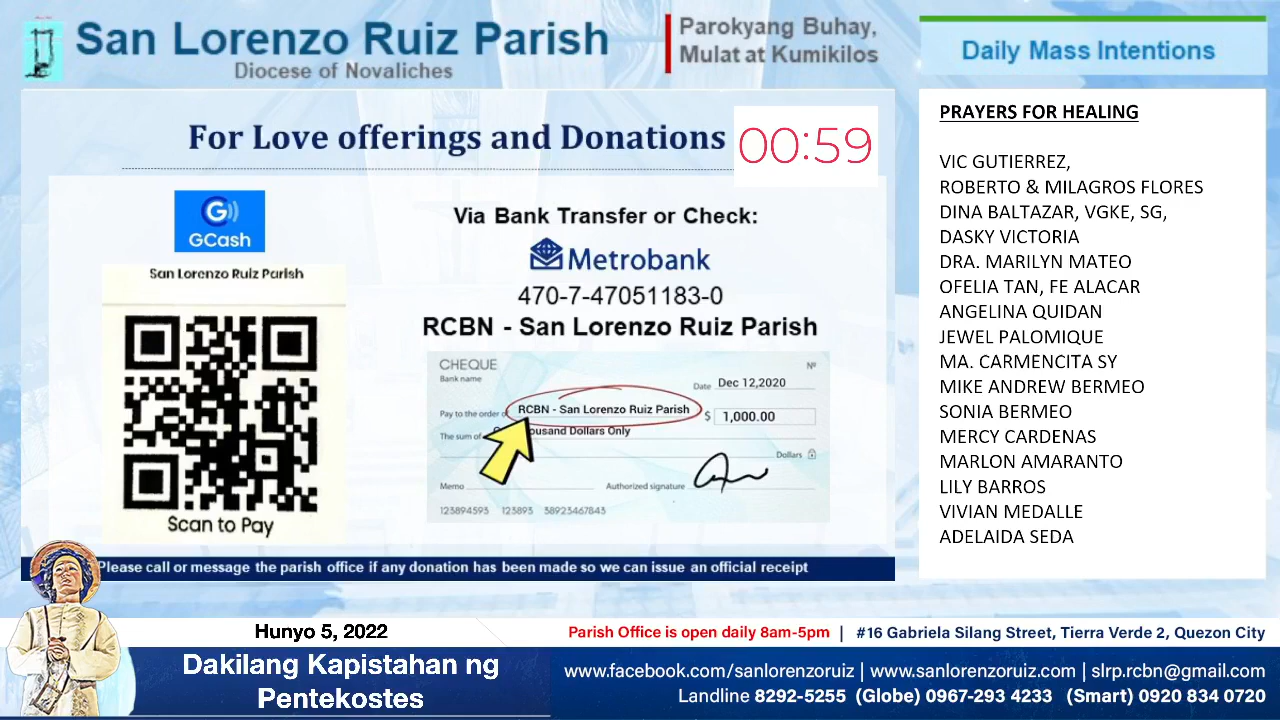 San Lorenzo Ruiz Parish
Diocese of Novaliches
Parokyang Buhay,
Mulat at Kumikilos
Daily Mass Intentions
For Love offerings and Donations
00:59
GCash
San Lorenzo Ruiz Parish
Scan to Pay
Via Bank Transfer or Check:
Metrobank
470-7-47051183-0
RCBN - San Lorenzo Ruiz Parish
CHEQUE
Nº
Bank name
Date Dec 12,2020
Pay to the order of RCBN - San Lorenzo Ruiz Parish $ 1,000.00
The sum of ousand Dollars Only
Dollars
Memo Authorized signature
123894593 123893 38923467843
Please call or message the parish office if any donation has been made so we can issue an official receipt
PRAYERS FOR HEALING
VIC GUTIERREZ,
ROBERTO & MILAGROS FLORES
DINA BALTAZAR, VGKE, SG,
DASKY VICTORIA
DRA. MARILYN MATEO
OFELIA TAN, FE ALACAR
ANGELINA QUIDAN
JEWEL PALOMIQUE
MA. CARMENCITA SY
MIKE ANDREW BERMEO
SONIA BERMEO
MERCY CARDENAS
MARLON AMARANTO
LILY BARROS
VIVIAN MEDALLE
ADELAIDA SEDA
Hunyo 5, 2022
Dakilang Kapistahan ng
Pentekostes
Parish Office is open daily 8am-5pm | #16 Gabriela Silang Street, Tierra Verde 2, Quezon City
www.facebook.com/sanlorenzoruiz | www.sanlorenzoruiz.com | slrp.rcbn@gmail.com
Landline 8292-5255 (Globe) 0967-293 4233 (Smart) 0920 834 0720